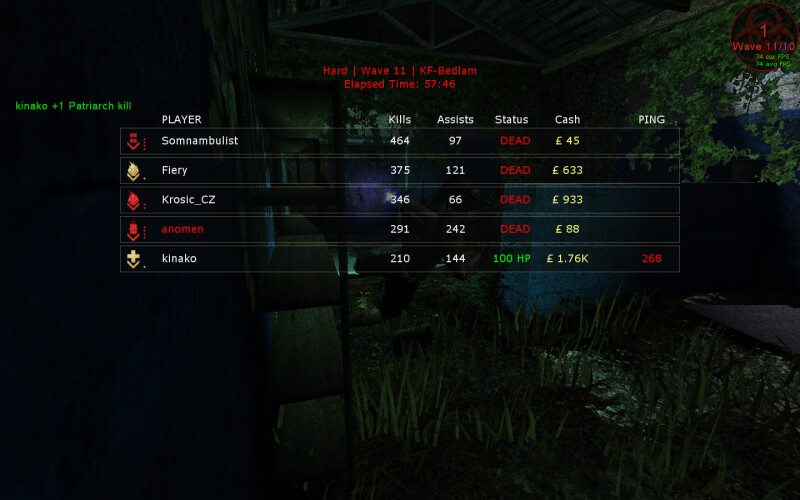 1
Wave 11/10
74 cur FPS
74 avg FPS
Hard | Wave 11 | KF-Bedlam
Elapsed Time: 57:46
kinako +1 Patriarch kill
PLAYER Kills Assists Status Cash PING
Somnambulist 464 97 DEAD £ 45
Fiery 375 121 DEAD £ 633
Krosic_CZ 346 66 DEAD £ 933
anomen 291 242 DEAD £ 88
kinako 210 144 100 HP £ 1.76K 268